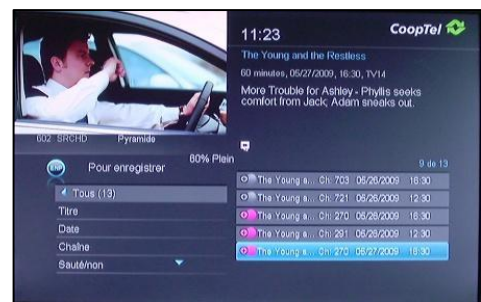 11:23
CoopTel
The Young and the Restless
60 minutes, 05/27/2009, 16:30, TV14
More Trouble for Ashley - Phyllis seeks
comfort from Jack; Adam sneaks out.
602 SRCHD Pyramide
ENR Pour enregistrer 80% Plein
9 de 13
Tous (13)
Titre
Date
Chaîne
Sauté/non
The Young a... Ch: 703 05/26/2009 16:30
The Young a... Ch: 721 05/26/2009 12:30
The Young a... Ch: 270 05/26/2009 16:30
The Young a... Ch: 291 05/26/2009 12:30
The Young a... Ch: 270 05/27/2009 16:30